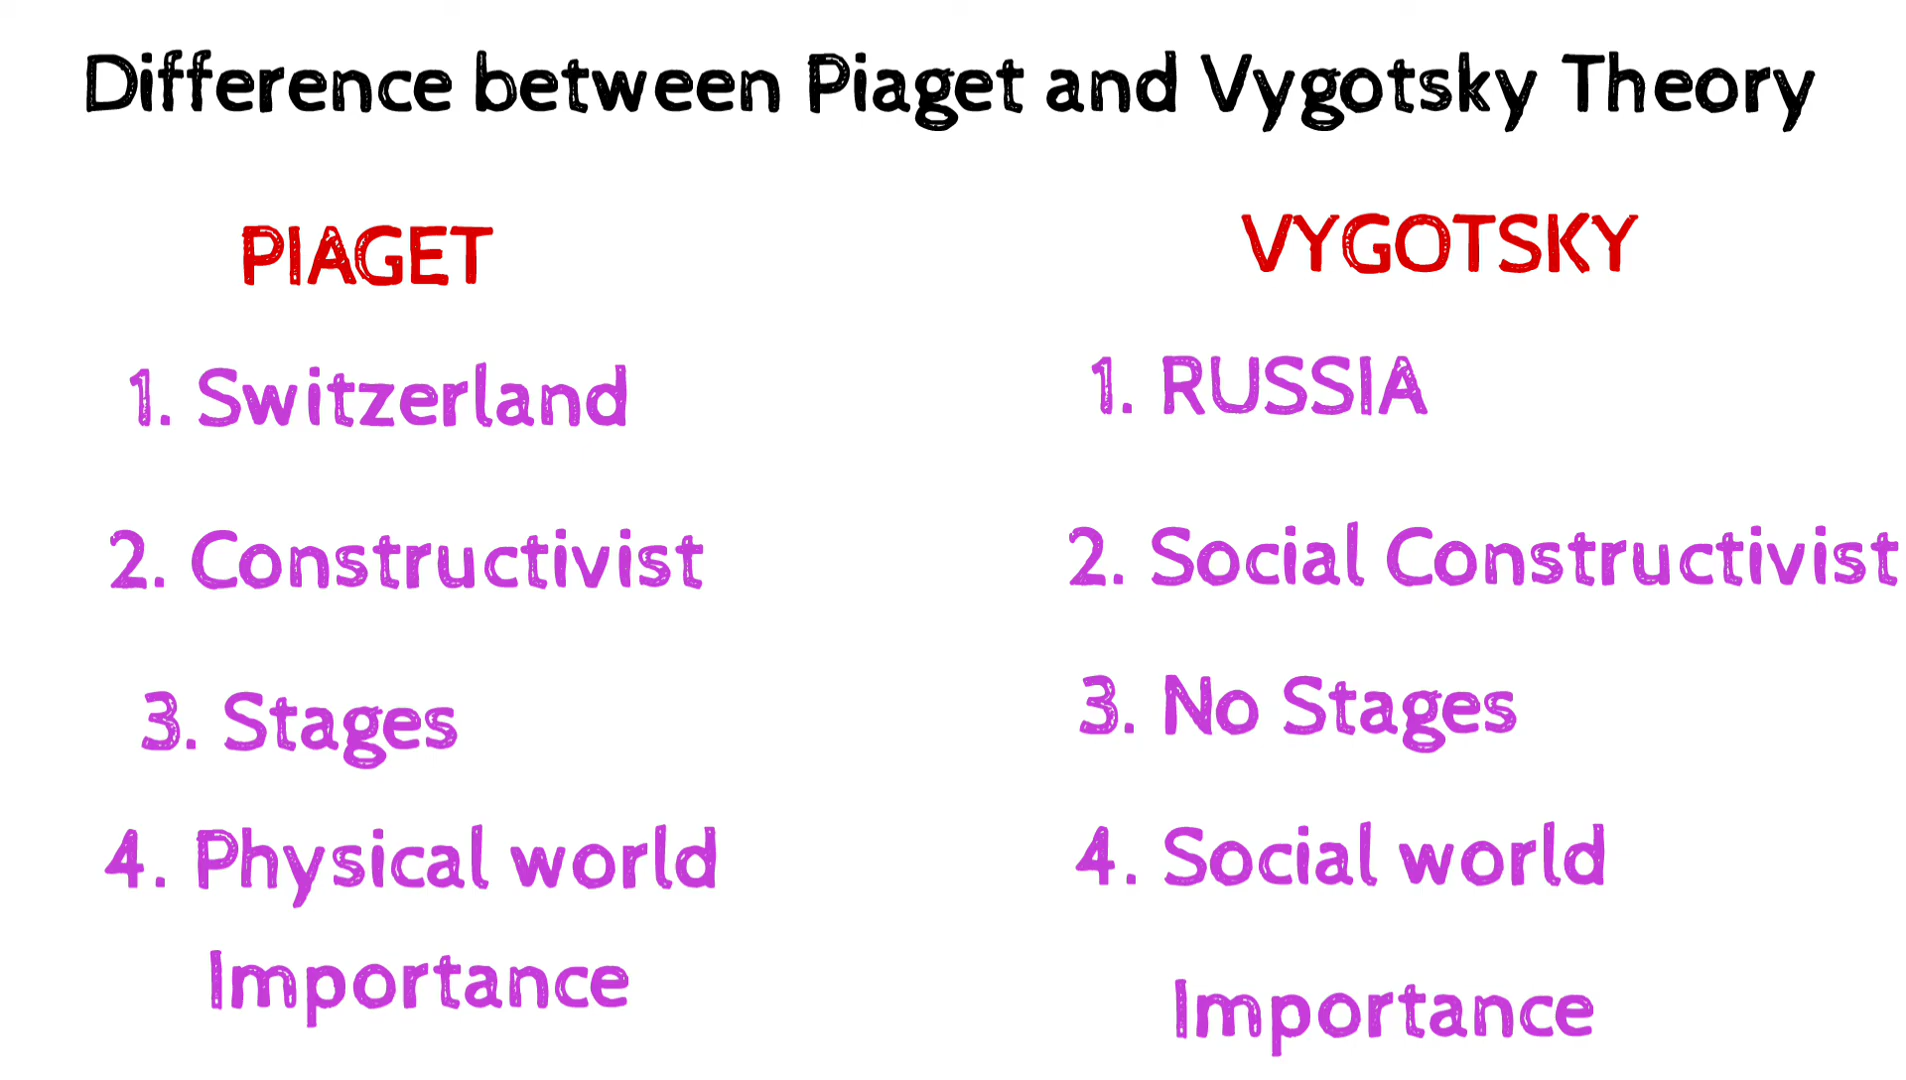 Difference between Piaget and Vygotsky Theory
PIAGET
1. Switzerland
2. Constructivist
3. Stages
4. Physical world
Importance
VYGOTSKY
1. RUSSIA
2. Social Constructivist
3. No Stages
4. Social world
Importance